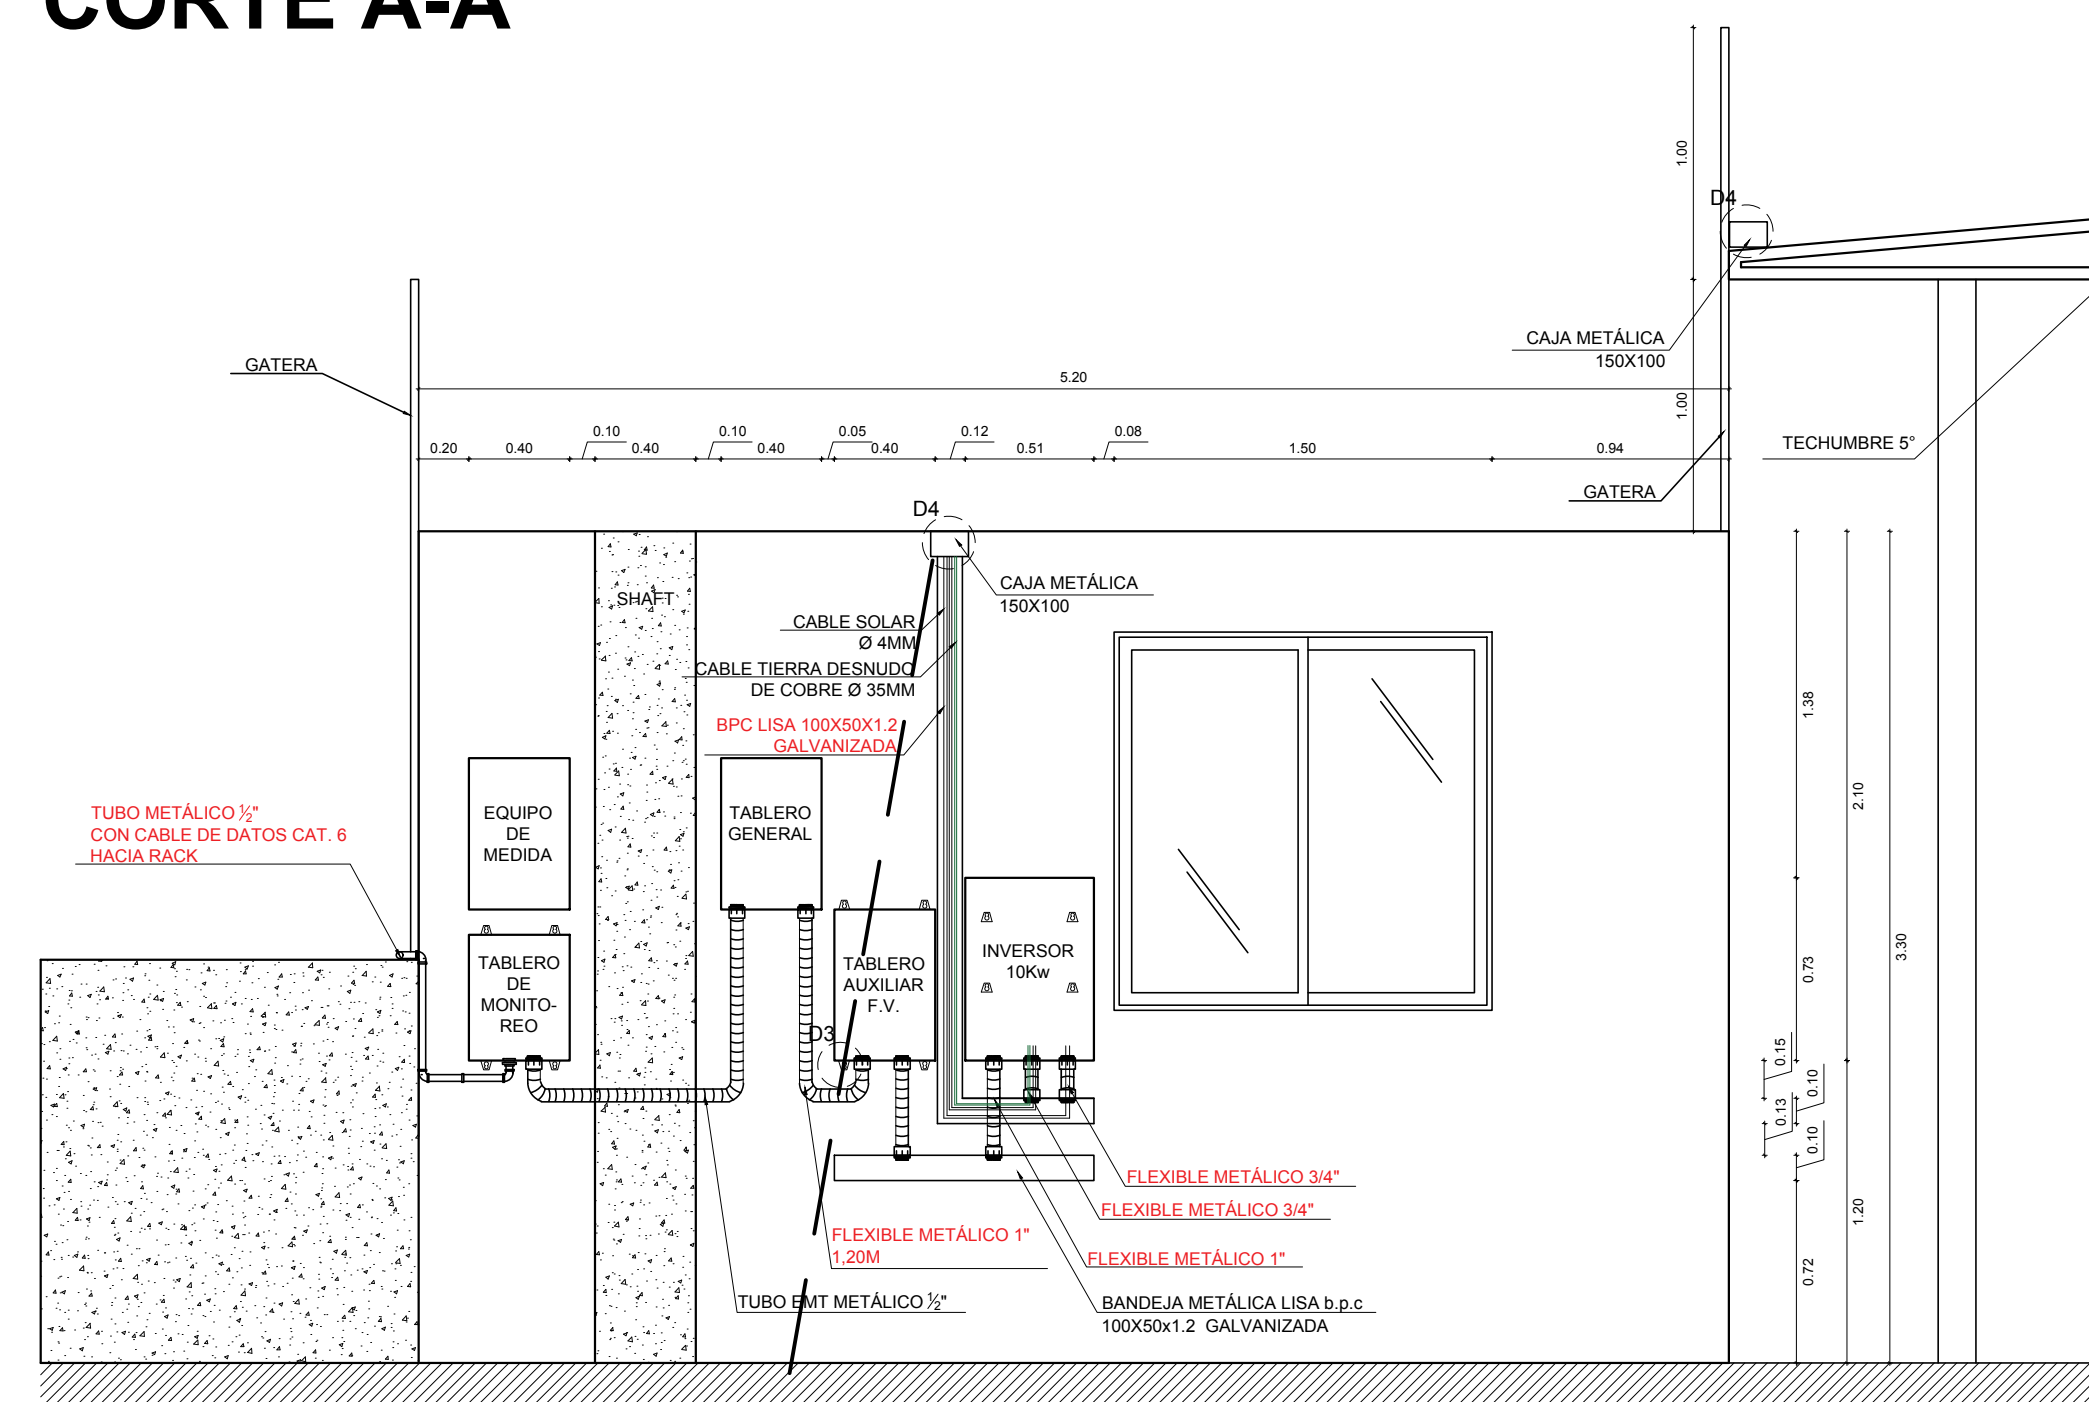 CORTE A-A
1.00
D4
CAJA METÁLICA
150X100
GATERA
5.20
1.00
TECHUMBRE 5°
0.10
0.10
0.05
0.12
0.08
0.20
0.40
0.40
0.40
0.40
0.51
1.50
0.94
GATERA
D4
CAJA METÁLICA
150X100
SHAFT
CABLE SOLAR
Ø 4MM
CABLE TIERRA DESNUDO
DE COBRE Ø 35MM
BPC LISA 100X50X1.2
GALVANIZADA
TUBO METÁLICO ½"
CON CABLE DE DATOS CAT. 6
HACIA RACK
EQUIPO
DE
MEDIDA
TABLERO
GENERAL
TABLERO
DE
MONITO-
REO
TABLERO
AUXILIAR
F.V.
INVERSOR
10Kw
D3
1.38
2.10
3.30
0.73
0.15
0.10
0.13
0.10
1.20
0.72
FLEXIBLE METÁLICO 3/4"
FLEXIBLE METÁLICO 3/4"
FLEXIBLE METÁLICO 1"
1,20M
FLEXIBLE METÁLICO 1"
TUBO EMT METÁLICO ½"
BANDEJA METÁLICA LISA b.p.c
100X50x1.2 GALVANIZADA